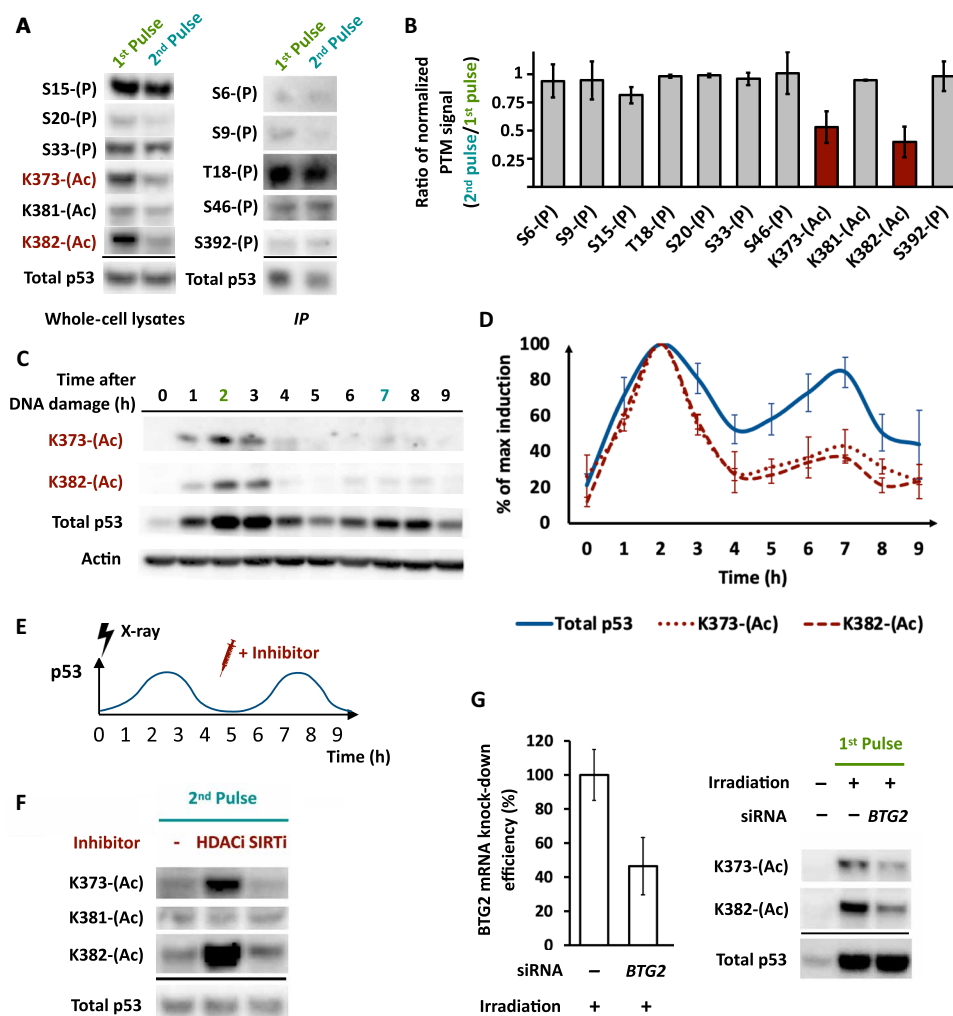 A
1st Pulse
2nd Pulse
S15-(P)
S20-(P)
S33-(P)
K373-(Ac)
K381-(Ac)
K382-(Ac)
Total p53
Whole-cell lysates
1st Pulse
2nd Pulse
S6-(P)
S9-(P)
T18-(P)
S46-(P)
S392-(P)
Total p53
IP
B
Ratio of normalized
PTM signal
(2nd pulse/1st pulse)
1
0.75
0.5
0.25
S6-(P)
S9-(P)
S15-(P)
T18-(P)
S20-(P)
S33-(P)
S46-(P)
K373-(Ac)
K381-(Ac)
K382-(Ac)
S392-(P)
C
Time after
DNA damage (h)
0 1 2 3 4 5 6 7 8 9
K373-(Ac)
K382-(Ac)
Total p53
Actin
D
% of max induction
100
80
60
40
20
0
0 1 2 3 4 5 6 7 8 9
Time (h)
Total p53 K373-(Ac) K382-(Ac)
E
X-ray
+ Inhibitor
p53
0 1 2 3 4 5 6 7 8 9
Time (h)
F
2nd Pulse
Inhibitor - HDACi SIRTi
K373-(Ac)
K381-(Ac)
K382-(Ac)
Total p53
G
BTG2 mRNA knock-down
efficiency (%)
120
100
80
60
40
20
0
siRNA – BTG2
Irradiation + +
1st Pulse
Irradiation – + +
siRNA – – BTG2
K373-(Ac)
K382-(Ac)
Total p53